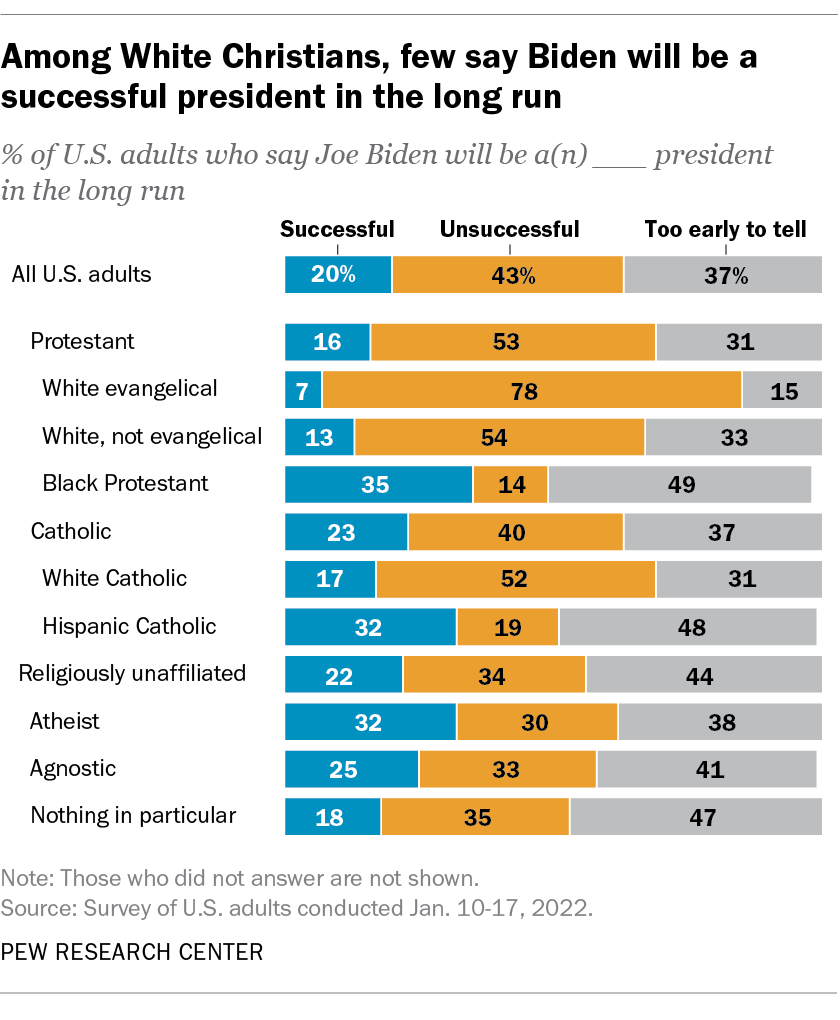 Among White Christians, few say Biden will be a
successful president in the long run
% of U.S. adults who say Joe Biden will be a(n) ___ president
in the long run
Successful Unsuccessful Too early to tell
All U.S. adults 20% 43% 37%
Protestant 16 53 31
White evangelical 7 78 15
White, not evangelical 13 54 33
Black Protestant 35 14 49
Catholic 23 40 37
White Catholic 17 52 31
Hispanic Catholic 32 19 48
Religiously unaffiliated 22 34 44
Atheist 32 30 38
Agnostic 25 33 41
Nothing in particular 18 35 47
Note: Those who did not answer are not shown.
Source: Survey of U.S. adults conducted Jan. 10-17, 2022.
PEW RESEARCH CENTER